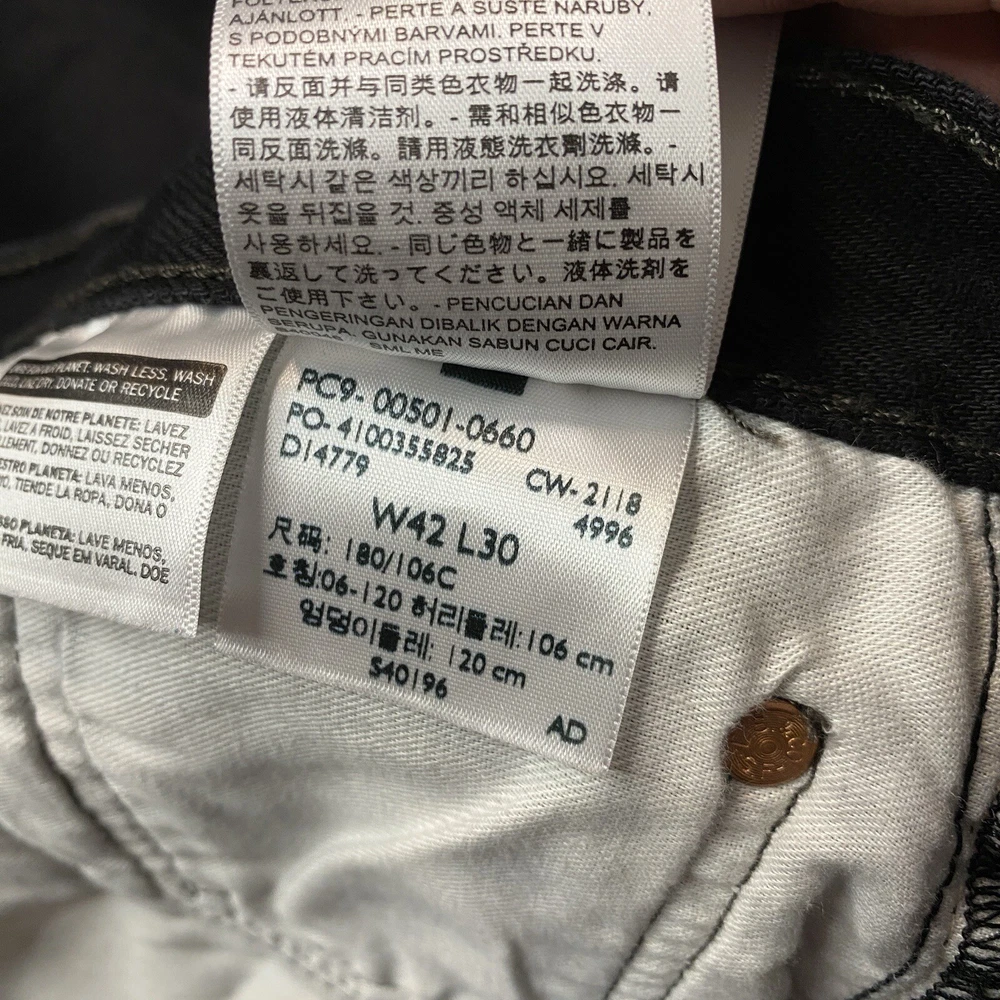 AJÁNLOTT. - PERTE A SUŠTE NARUBY,
S PODOBNYMI BARVAMI. PERTE V
TEKUTÉM PRACÍM PROSTŘEDKU.
- 请反面并与同类色衣物一起洗涤。请
使用液体清洁剂。- 需和相似色衣物一
同反面洗滌。請用液態洗衣劑洗滌。-
세탁시 같은 색상끼리 하십시요. 세탁시
옷을 뒤집을 것. 중성 액체 세제를
사용하세요. - 同じ色物と一緒に製品を
裏返して洗ってください。液体洗剤を
ご使用下さい。- PENCUCIAN DAN
PENGERINGAN DIBALIK DENGAN WARNA
SERUPA. GUNAKAN SABUN CUCI CAIR.
SML ME
PLANET. WASH LESS, WASH
LINE DRY, DONATE OR RECYCLE
SOIN DE NOTRE PLANÈTE: LAVEZ
LAVEZ A FROID, LAISSEZ SECHER
DONNEZ OU RECYCLEZ
PLANETA: LAVA MENOS,
TIENDE LA ROPA, DONA O
PLANETA: LAVE MENOS,
FRIA, SEQUE EM VARAL. DOE
PC9-00501-0660
PO-4100355825
D14779
CW-2118
4996
W42 L30
尺码: 180/106C
호칭:06-120 허리둘레:106 cm
엉덩이둘레: 120 cm
S40196
AD